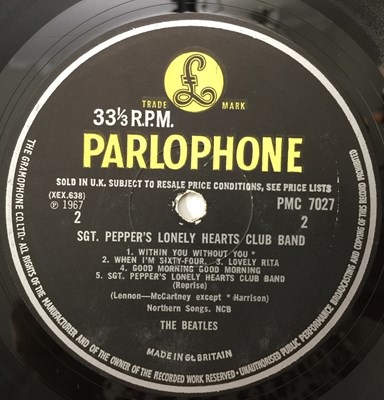 £
TRADE MARK
33⅓ R.P.M.
PARLOPHONE
SOLD IN U.K. SUBJECT TO RESALE PRICE CONDITIONS, SEE PRICE LISTS
(XEX.638) PMC 7027
℗ 1967
2 2
SGT. PEPPER'S LONELY HEARTS CLUB BAND
1. WITHIN YOU WITHOUT YOU *
2. WHEN I'M SIXTY-FOUR. 3. LOVELY RITA
4. GOOD MORNING GOOD MORNING
5. SGT. PEPPER'S LONELY HEARTS CLUB BAND
(Reprise)
(Lennon—McCartney except * Harrison)
Northern Songs. NCB
THE BEATLES
MADE IN Gt. BRITAIN
THE GRAMOPHONE CO. LTD. · ALL RIGHTS OF THE MANUFACTURER AND OF THE OWNER OF THE RECORDED WORK RESERVED · UNAUTHORISED PUBLIC PERFORMANCE BROADCASTING AND COPYING OF THIS RECORD PROHIBITED